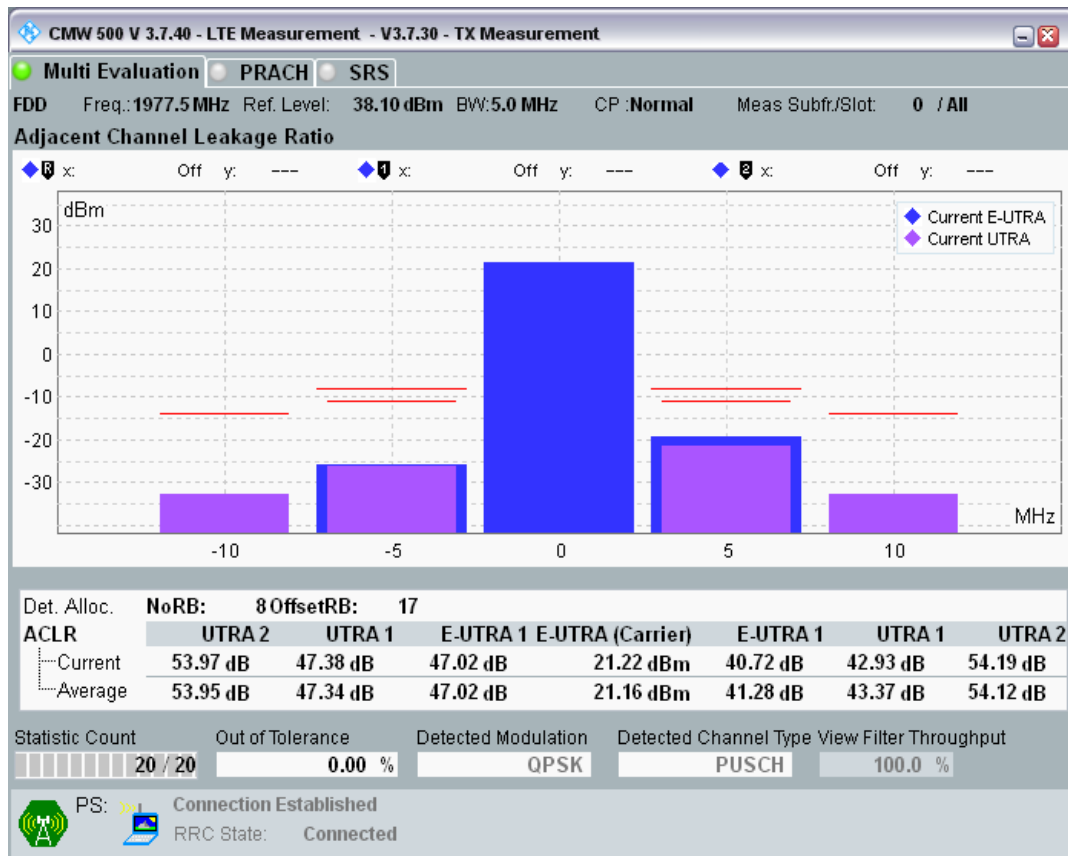 CMW 500 V 3.7.40 - LTE Measurement - V3.7.30 - TX Measurement
Multi Evaluation PRACH SRS
FDD Freq.:1977.5 MHz Ref. Level: 38.10 dBm BW:5.0 MHz CP :Normal Meas Subfr./Slot: 0 / All
Adjacent Channel Leakage Ratio
R x: Off y: --- 1 x: Off y: --- 2 x: Off y: ---
dBm
Current E-UTRA
Current UTRA
30
20
10
0
-10
-20
-30
MHz
-10 -5 0 5 10
Det. Alloc. NoRB: 8 OffsetRB: 17
ACLR UTRA 2 UTRA 1 E-UTRA 1 E-UTRA (Carrier) E-UTRA 1 UTRA 1 UTRA 2
Current 53.97 dB 47.38 dB 47.02 dB 21.22 dBm 40.72 dB 42.93 dB 54.19 dB
Average 53.95 dB 47.34 dB 47.02 dB 21.16 dBm 41.28 dB 43.37 dB 54.12 dB
Statistic Count Out of Tolerance Detected Modulation Detected Channel Type View Filter Throughput
20 / 20 0.00 % QPSK PUSCH 100.0 %
PS: Connection Established
RRC State: Connected